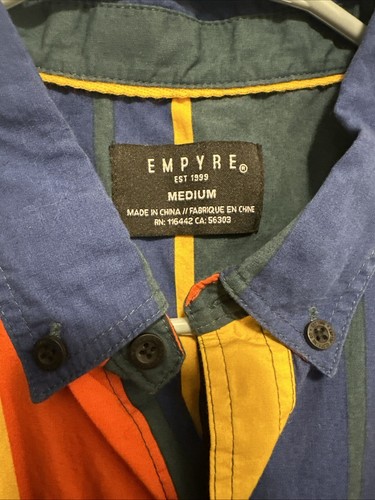 EMPYRE®
EST 1999
MEDIUM
MADE IN CHINA // FABRIQUE EN CHINE
RN: 116442 CA: 56303